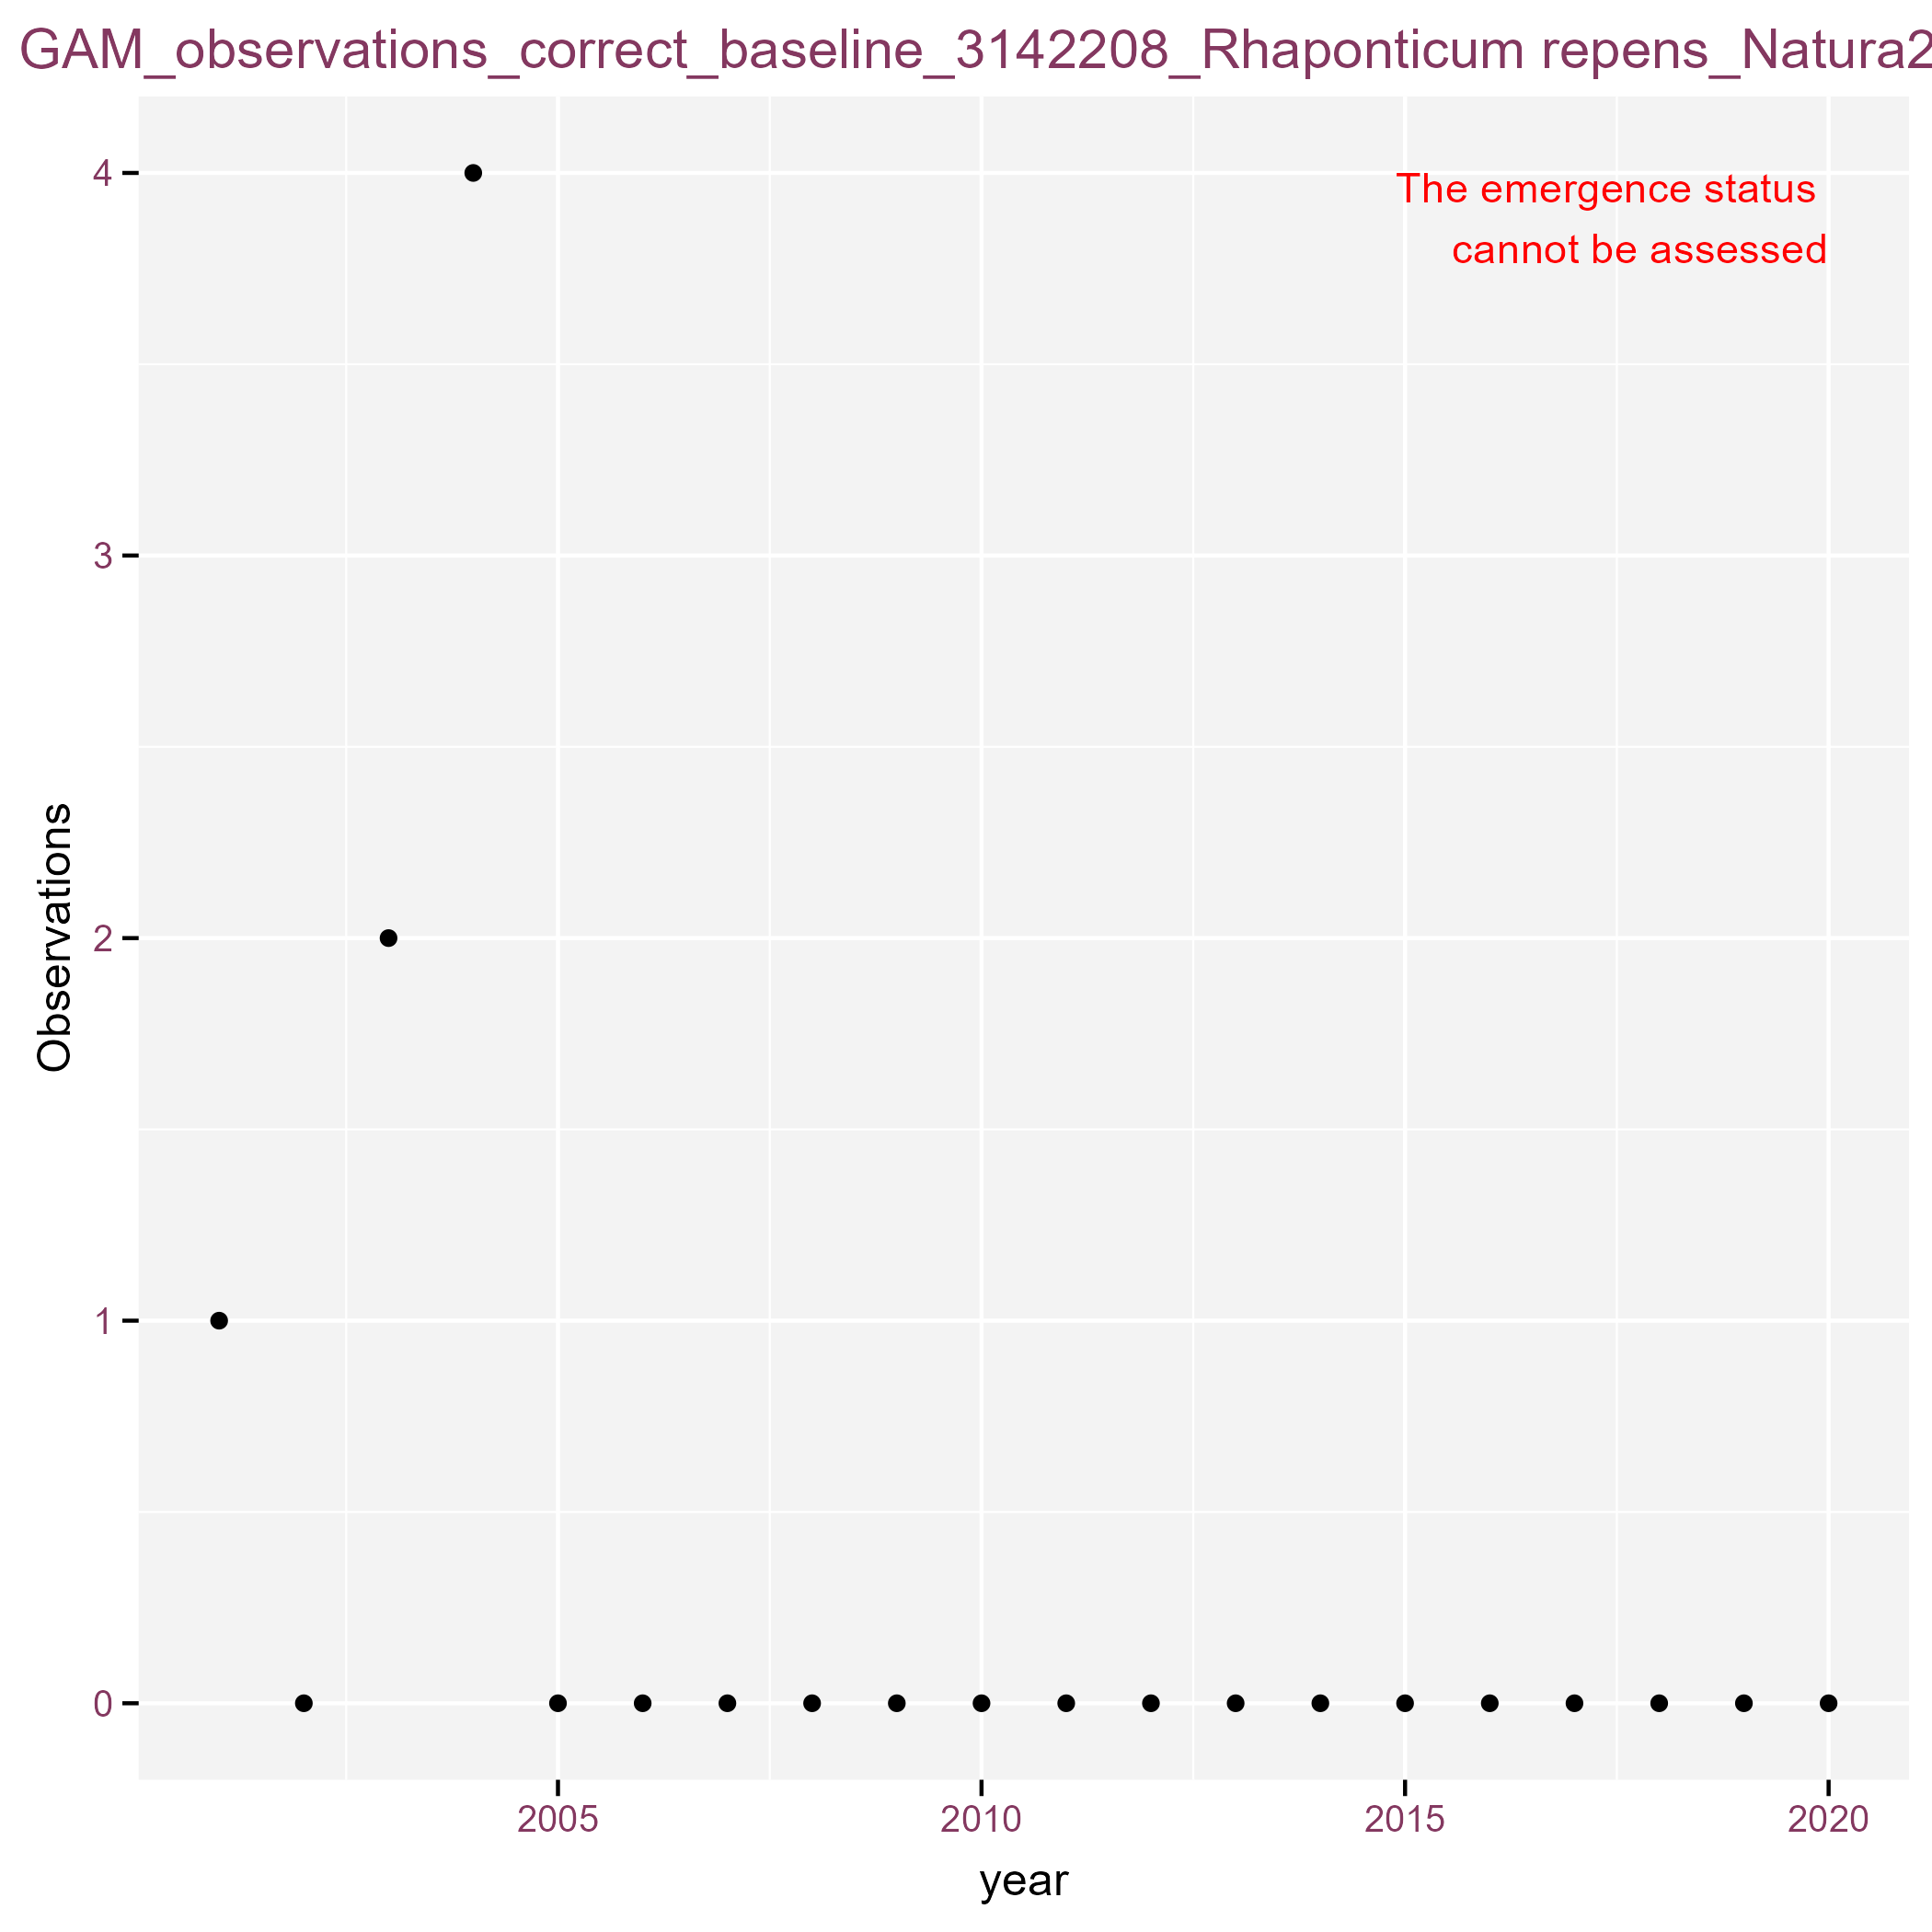 GAM_observations_correct_baseline_3142208_Rhaponticum repens_Natura2
The emergence status
cannot be assessed
4
3
2
1
0
Observations
2005 2010 2015 2020
year